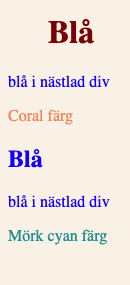 Blå
blå i nästlad div
Coral färg
Blå
blå i nästlad div
Mörk cyan färg